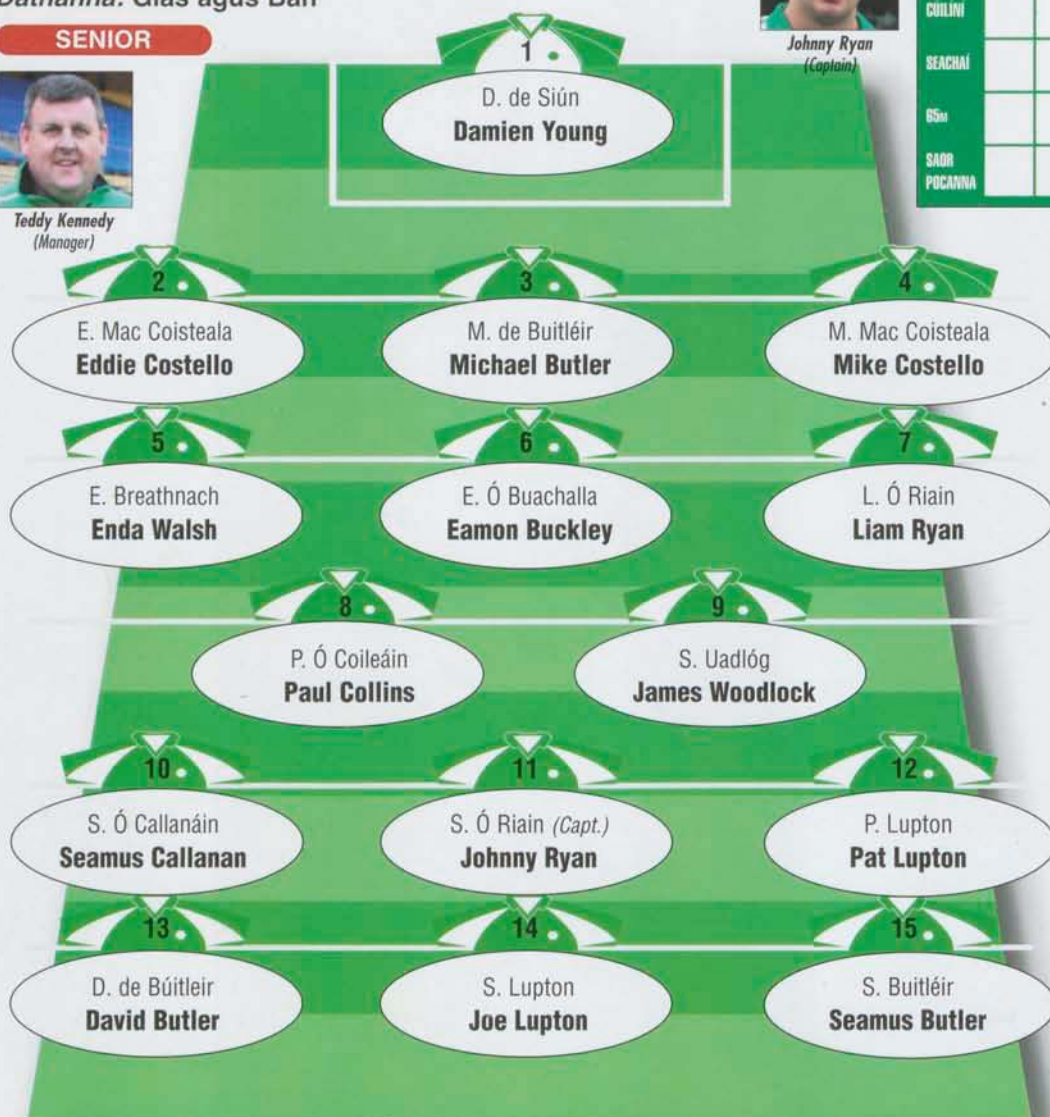 Dathanna: Glas agus Bán
SENIOR
Teddy Kennedy
(Manager)
Johnny Ryan
(Captain)
CÚILÍNÍ
SEACHAÍ
65M
SAOR
POCANNA
1
D. de Siún
Damien Young
2
E. Mac Coisteala
Eddie Costello
3
M. de Buitléir
Michael Butler
4
M. Mac Coisteala
Mike Costello
5
E. Breathnach
Enda Walsh
6
E. Ó Buachalla
Eamon Buckley
7
L. Ó Riain
Liam Ryan
8
P. Ó Coileáin
Paul Collins
9
S. Uadlóg
James Woodlock
10
S. Ó Callanáin
Seamus Callanan
11
S. Ó Riain (Capt.)
Johnny Ryan
12
P. Lupton
Pat Lupton
13
D. de Búitleir
David Butler
14
S. Lupton
Joe Lupton
15
S. Buitléir
Seamus Butler